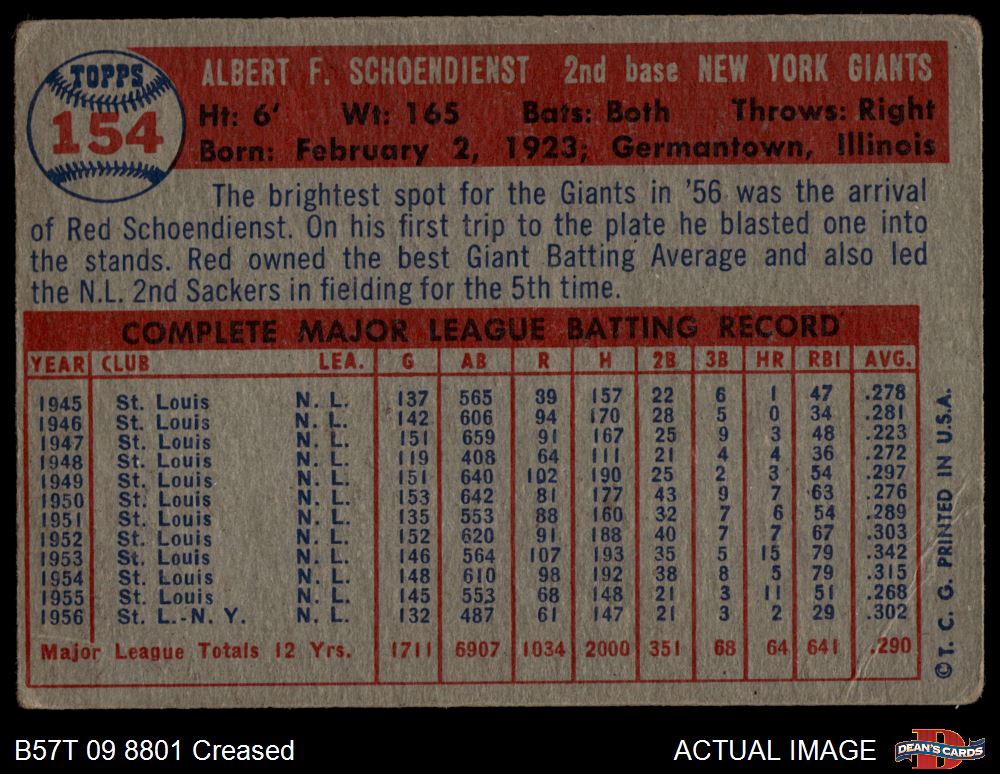 TOPPS
154
ALBERT F. SCHOENDIENST 2nd base NEW YORK GIANTS
Ht: 6' Wt: 165 Bats: Both Throws: Right
Born: February 2, 1923; Germantown, Illinois
The brightest spot for the Giants in '56 was the arrival
of Red Schoendienst. On his first trip to the plate he blasted one into
the stands. Red owned the best Giant Batting Average and also led
the N.L. 2nd Sackers in fielding for the 5th time.
COMPLETE MAJOR LEAGUE BATTING RECORD
YEAR CLUB LEA. G AB R H 2B 3B HR RBI AVG.
1945 St. Louis N. L. 137 565 39 157 22 6 1 47 .278
1946 St. Louis N. L. 142 606 94 170 28 5 0 34 .281
1947 St. Louis N. L. 151 659 91 167 25 9 3 48 .223
1948 St. Louis N. L. 119 408 64 111 21 4 4 36 .272
1949 St. Louis N. L. 151 640 102 190 25 2 3 54 .297
1950 St. Louis N. L. 153 642 81 177 43 9 7 63 .276
1951 St. Louis N. L. 135 553 88 160 32 7 6 54 .289
1952 St. Louis N. L. 152 620 91 188 40 7 7 67 .303
1953 St. Louis N. L. 146 564 107 193 35 5 15 79 .342
1954 St. Louis N. L. 148 610 98 192 38 8 5 79 .315
1955 St. Louis N. L. 145 553 68 148 21 3 11 51 .268
1956 St. L.-N. Y. N. L. 132 487 61 147 21 3 2 29 .302
Major League Totals 12 Yrs. 1711 6907 1034 2000 351 68 64 641 .290
©T. C. G. PRINTED IN U.S.A.
B57T 09 8801 Creased
ACTUAL IMAGE
D
DEAN'S CARDS